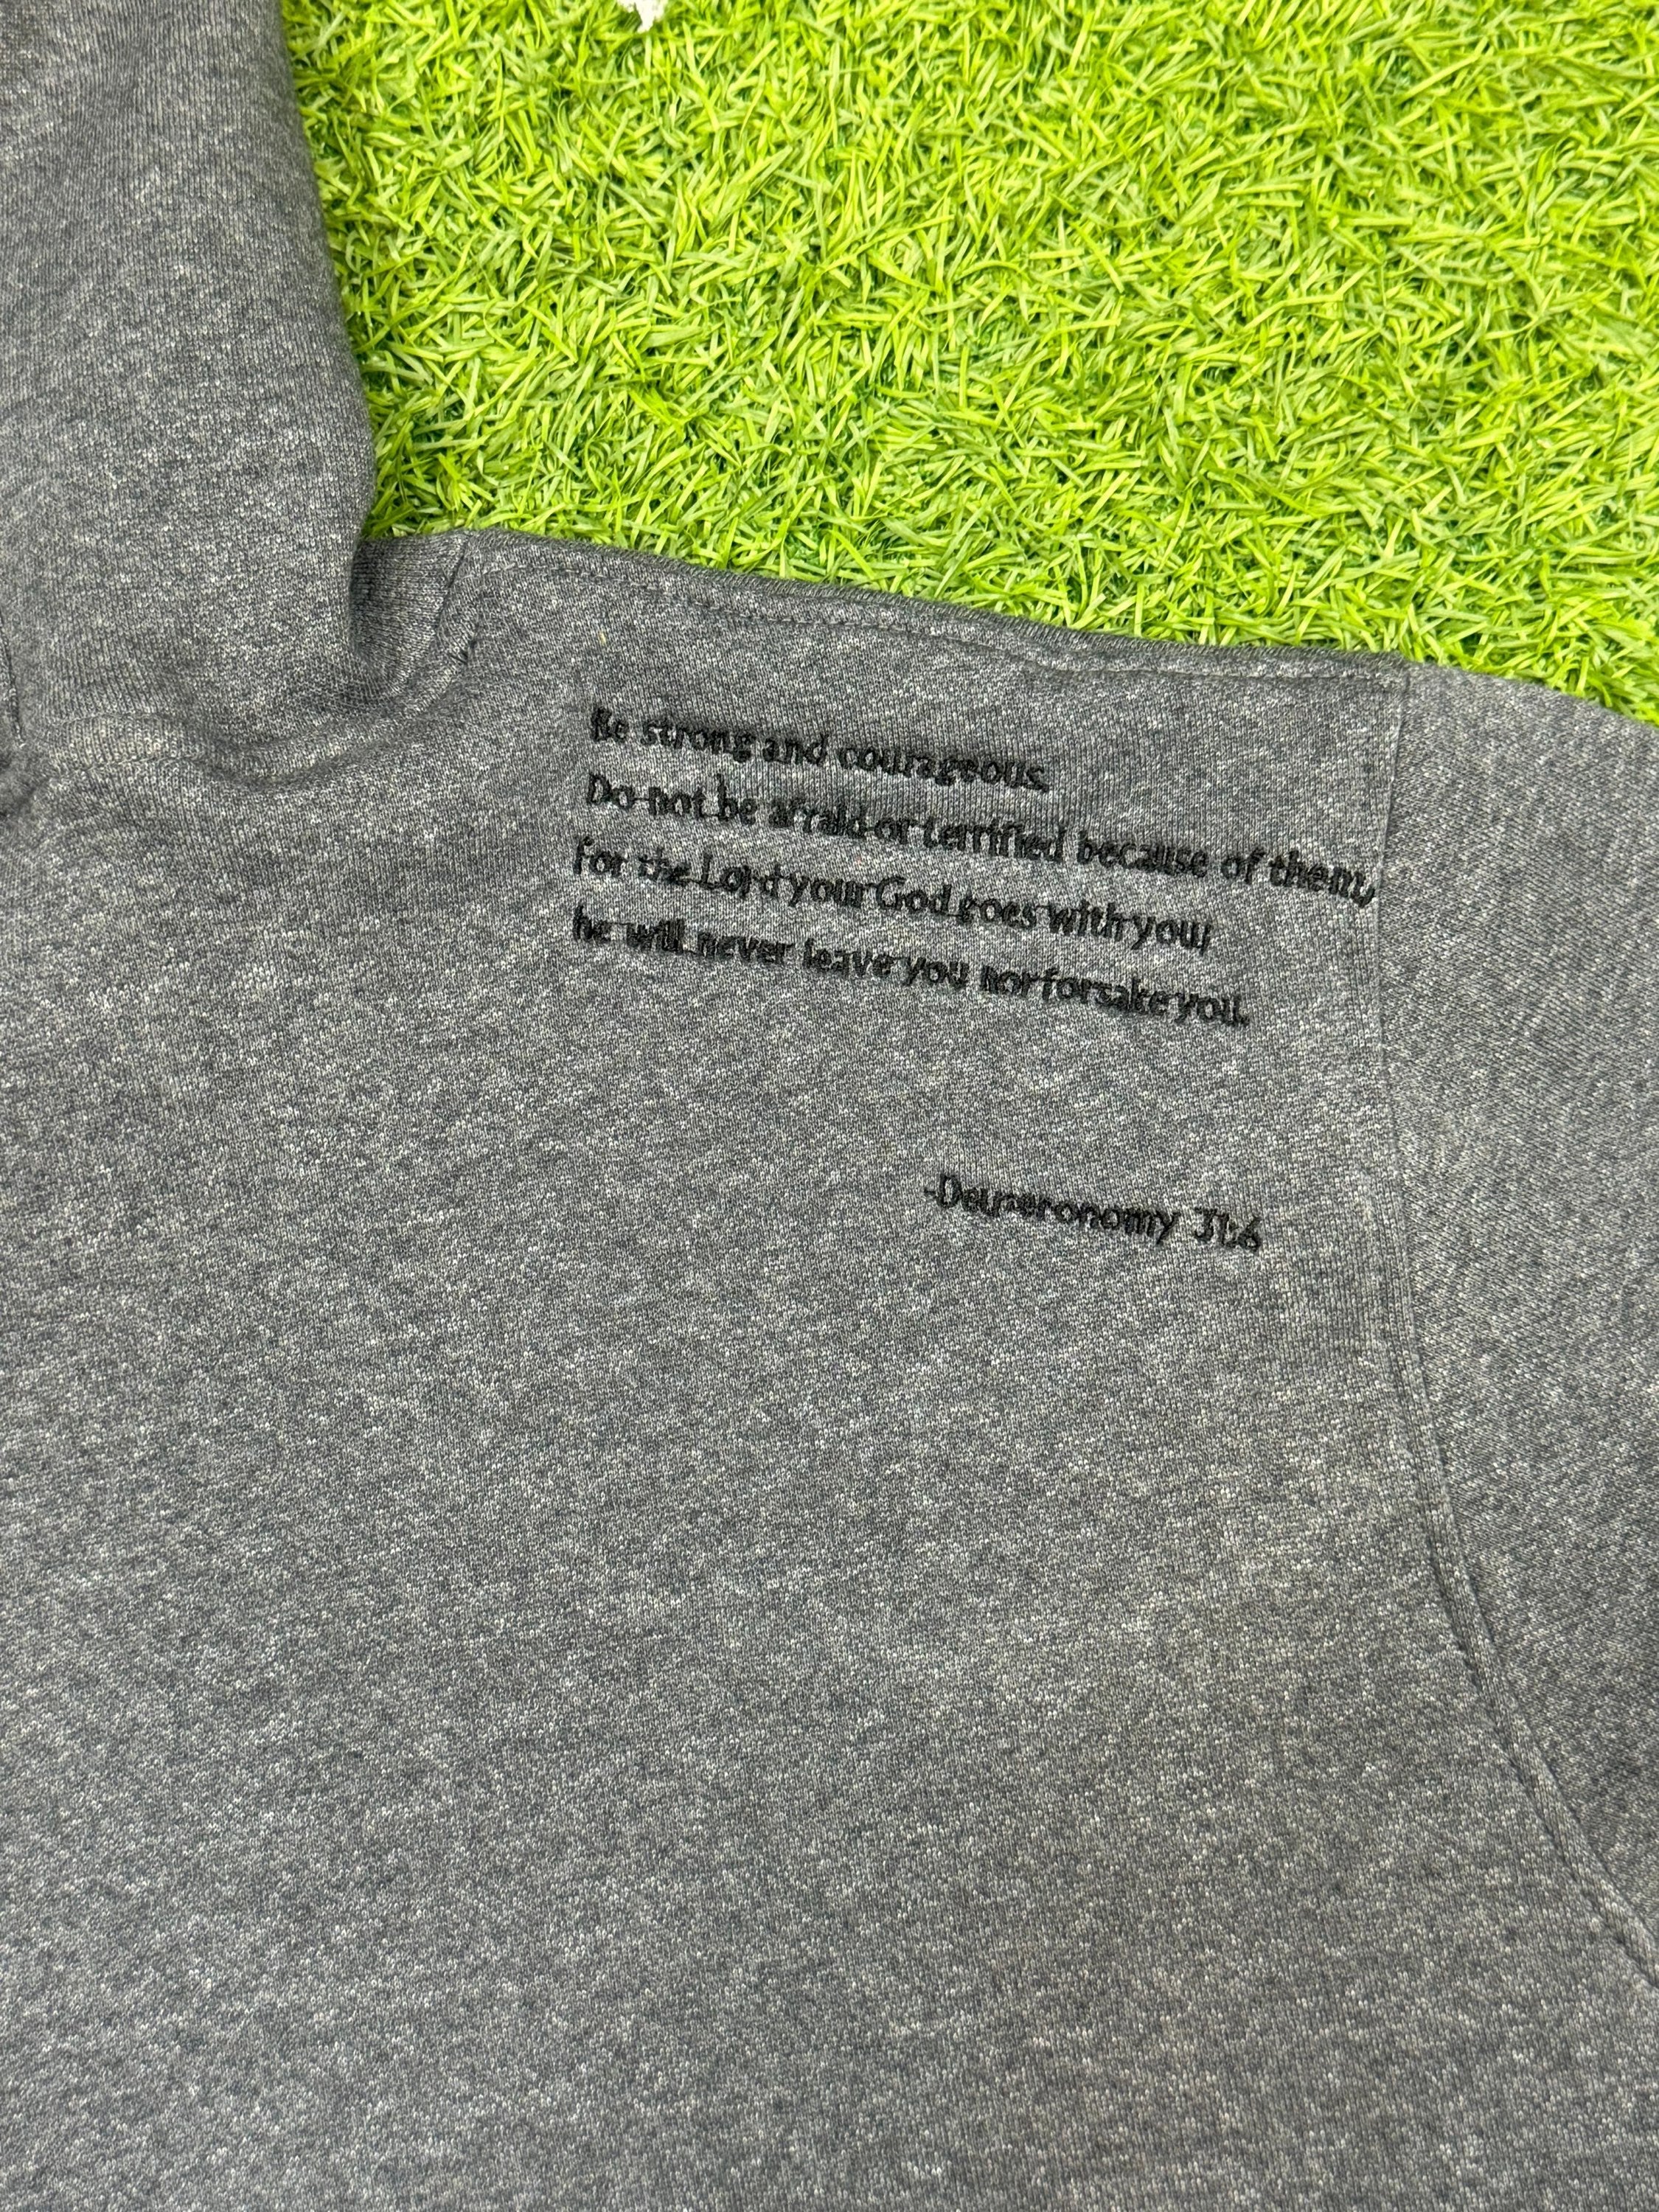 Be strong and courageous.
Do not be afraid or terrified because of them,
for the Lord your God goes with you;
he will never leave you nor forsake you.
-Deuteronomy 31:6